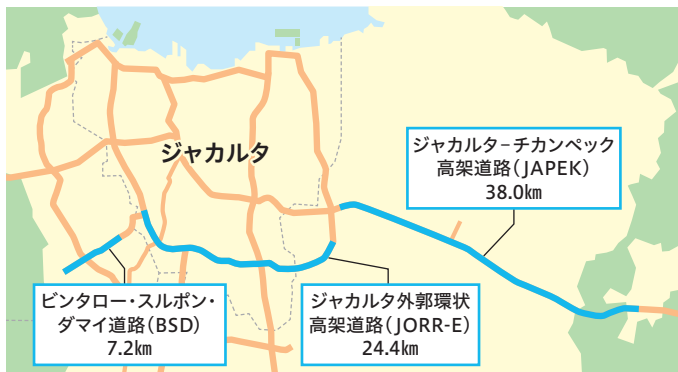 ジャカルタ
ジャカルタ−チカンペック
高架道路（JAPEK）
38.0㎞
ビンタロー・スルポン・
ダマイ道路（BSD）
7.2㎞
ジャカルタ外郭環状
高架道路（JORR-E）
24.4㎞